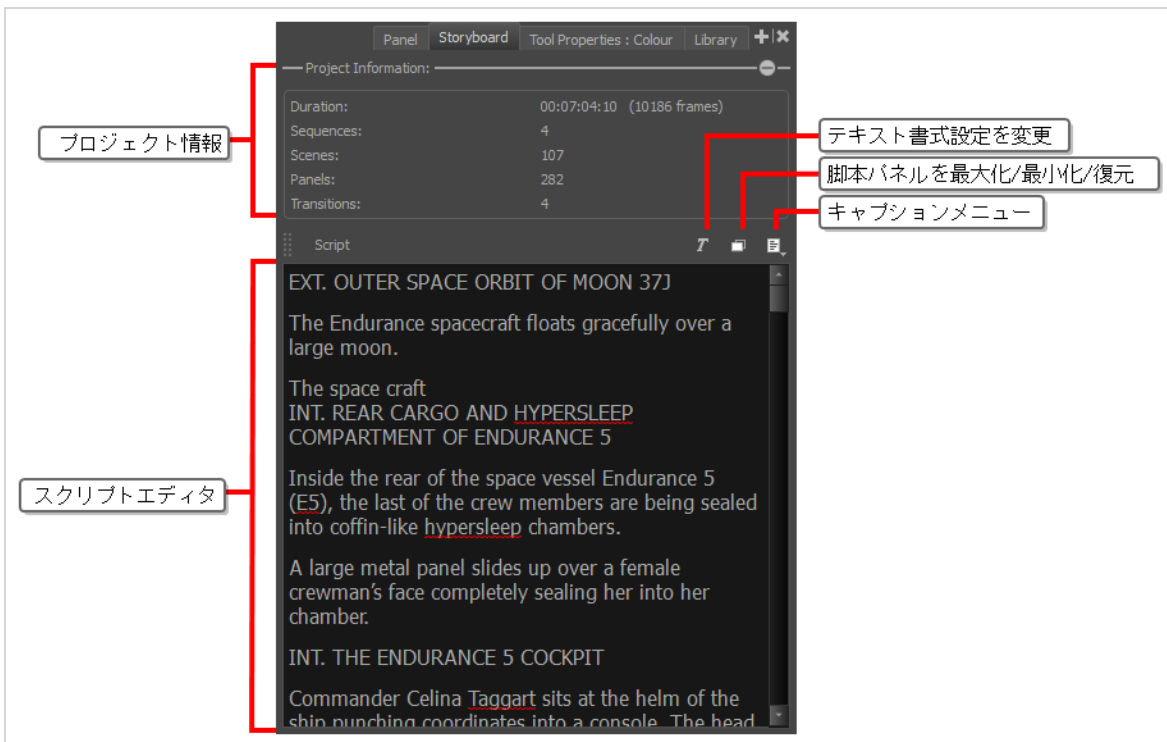 Panel Storyboard Tool Properties : Colour Library
Project Information:
Duration: 00:07:04:10 (10186 frames)
Sequences: 4
Scenes: 107
Panels: 282
Transitions: 4
プロジェクト情報
テキスト書式設定を変更
脚本パネルを最大化/最小化/復元
キャプションメニュー
Script
スクリプトエディタ
EXT. OUTER SPACE ORBIT OF MOON 37J
The Endurance spacecraft floats gracefully over a
large moon.
The space craft
INT. REAR CARGO AND HYPERSLEEP
COMPARTMENT OF ENDURANCE 5
Inside the rear of the space vessel Endurance 5
(E5), the last of the crew members are being sealed
into coffin-like hypersleep chambers.
A large metal panel slides up over a female
crewman's face completely sealing her into her
chamber.
INT. THE ENDURANCE 5 COCKPIT
Commander Celina Taggart sits at the helm of the
ship punching coordinates into a console. The head